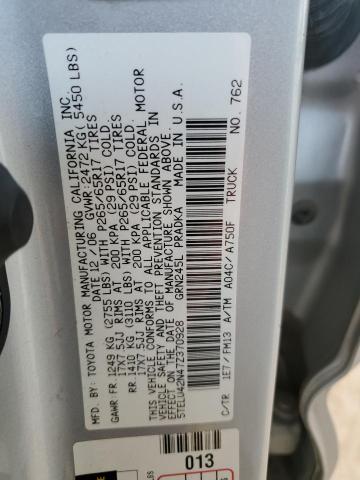 MFD. BY: TOYOTA MOTOR MANUFACTURING CALIFORNIA INC.
DATE 12/06 GVWR:2472 KG( 5450 LBS)
GAWR: FR. 1249 KG (2755 LBS) WITH P265/65R17 TIRES
17X7.5JJ RIMS AT 200 KPA (29 PSI) COLD.
RR. 1410 KG (3110 LBS) WITH P265/65R17 TIRES
17X7.5JJ RIMS AT 200 KPA (29 PSI) COLD.
THIS VEHICLE CONFORMS TO ALL APPLICABLE FEDERAL MOTOR
VEHICLE SAFETY AND THEFT PREVENTION STANDARDS IN
EFFECT ON THE DATE OF MANUFACTURE SHOWN ABOVE.
5TELU42N47Z370928 GRN245L PRADKA MADE IN U.S.A.
C/TR 1E7/FM13 A/TM A04C/A750F TRUCK NO. 762
013